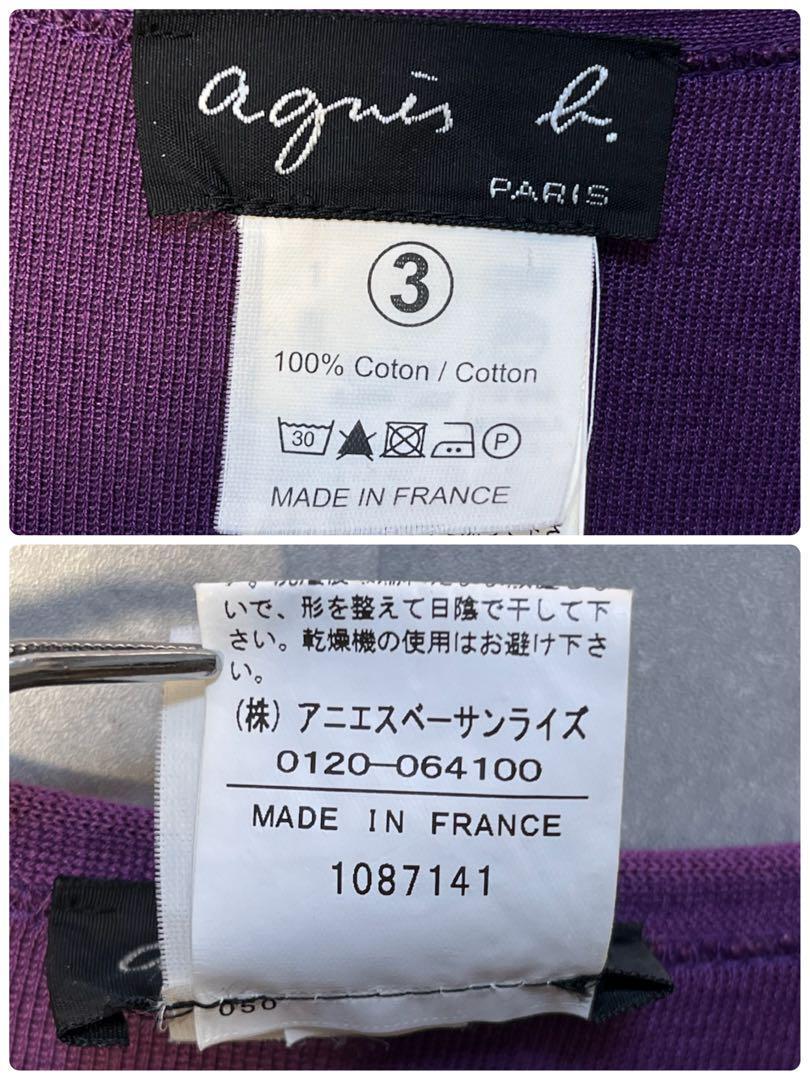 agnès b.
PARIS
3
100% Coton / Cotton
30 P
MADE IN FRANCE
いで、形を整えて日陰で干して下
さい。乾燥機の使用はお避け下さ
い。
(株) アニエスベーサンライズ
0120-064100
MADE IN FRANCE
1087141
050